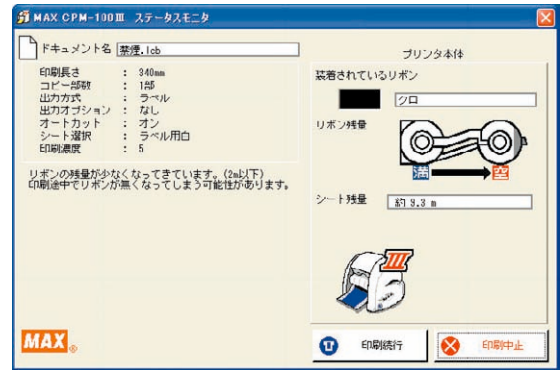 MAX CPM-100Ⅲ ステータスモニタ
ドキュメント名 禁煙.lcb
印刷長さ : 340mm
コピー部数 : 1部
出力方式 : ラベル
出力オプション : なし
オートカット : オン
シート選択 : ラベル用白
印刷濃度 : 5
リボンの残量が少なくなってきています。(2m以下)
印刷途中でリボンが無くなってしまう可能性があります。
プリンタ本体
装着されているリボン
クロ
リボン残量
満 空
シート残量 約 9.3 m
III
MAX®
印刷続行
印刷中止